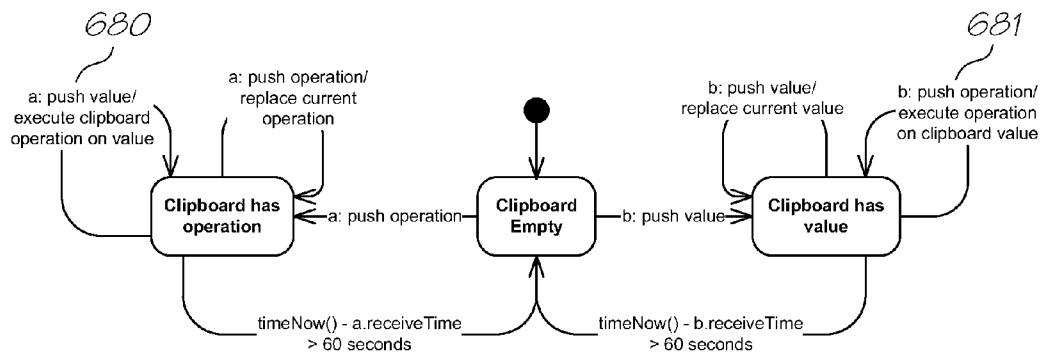 680
681
a: push value/
execute clipboard
operation on value
a: push operation/
replace current
operation
b: push value/
replace current value
b: push operation/
execute operation
on clipboard value
Clipboard has
operation
a: push operation
Clipboard
Empty
b: push value
Clipboard has
value
timeNow() - a.receiveTime
> 60 seconds
timeNow() - b.receiveTime
> 60 seconds